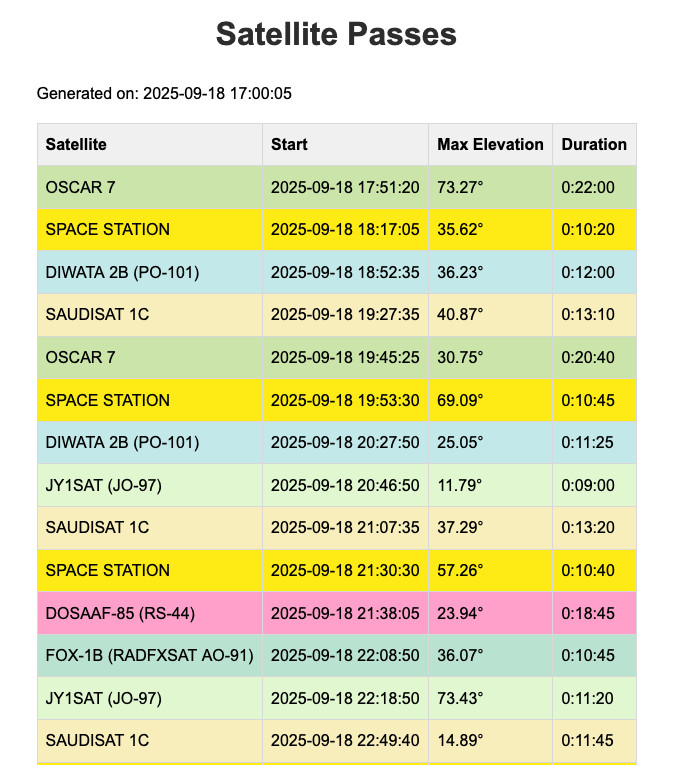 Satellite Passes
Generated on: 2025-09-18 17:00:05
Satellite Start Max Elevation Duration
OSCAR 7 2025-09-18 17:51:20 73.27° 0:22:00
SPACE STATION 2025-09-18 18:17:05 35.62° 0:10:20
DIWATA 2B (PO-101) 2025-09-18 18:52:35 36.23° 0:12:00
SAUDISAT 1C 2025-09-18 19:27:35 40.87° 0:13:10
OSCAR 7 2025-09-18 19:45:25 30.75° 0:20:40
SPACE STATION 2025-09-18 19:53:30 69.09° 0:10:45
DIWATA 2B (PO-101) 2025-09-18 20:27:50 25.05° 0:11:25
JY1SAT (JO-97) 2025-09-18 20:46:50 11.79° 0:09:00
SAUDISAT 1C 2025-09-18 21:07:35 37.29° 0:13:20
SPACE STATION 2025-09-18 21:30:30 57.26° 0:10:40
DOSAAF-85 (RS-44) 2025-09-18 21:38:05 23.94° 0:18:45
FOX-1B (RADFXSAT AO-91) 2025-09-18 22:08:50 36.07° 0:10:45
JY1SAT (JO-97) 2025-09-18 22:18:50 73.43° 0:11:20
SAUDISAT 1C 2025-09-18 22:49:40 14.89° 0:11:45